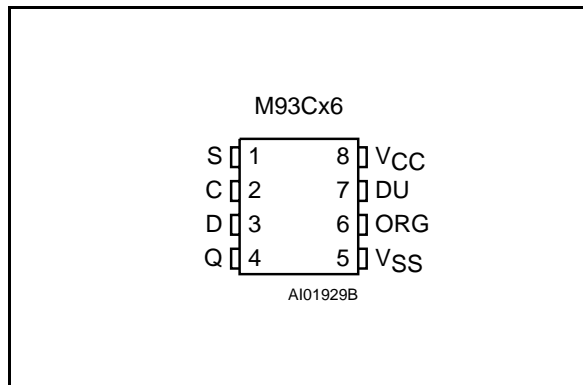 M93Cx6
S 1 8 VCC
C 2 7 DU
D 3 6 ORG
Q 4 5 VSS
AI01929B